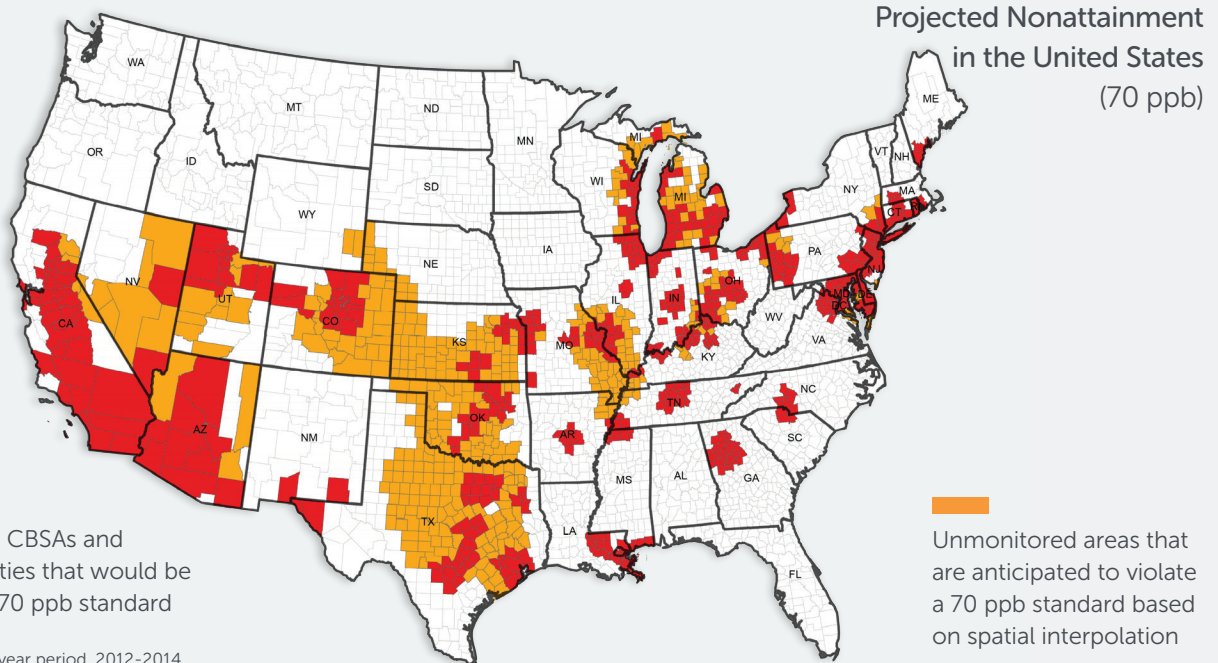 Projected Nonattainment
in the United States
(70 ppb)
WA
MT
ND
MN
OR
ID
WY
SD
WI
MI
MI
NY
VT
NH
ME
MA
CT
RI
NV
UT
CO
NE
IA
IL
IN
OH
PA
NJ
MD
DE
DC
CA
KS
MO
KY
WV
VA
AZ
NM
OK
AR
TN
NC
SC
TX
LA
MS
AL
GA
FL
CBSAs and
ties that would be
70 ppb standard
year period, 2012-2014
Unmonitored areas that
are anticipated to violate
a 70 ppb standard based
on spatial interpolation